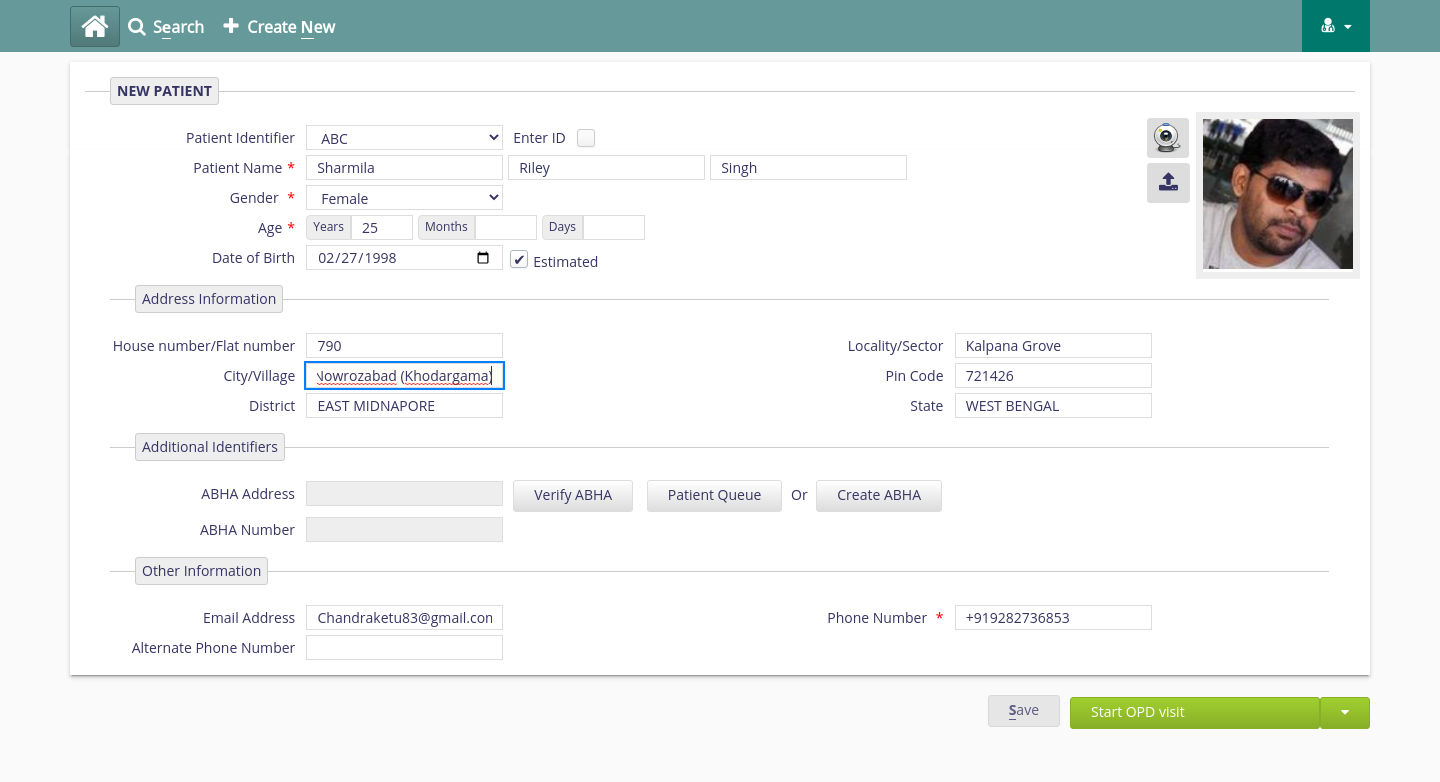 Search Create New
NEW PATIENT
Patient Identifier ABC Enter ID
Patient Name * Sharmila Riley Singh
Gender * Female
Age * Years 25 Months Days
Date of Birth 02/27/1998 Estimated
Address Information
House number/Flat number 790 Locality/Sector Kalpana Grove
City/Village Nowrozabad (Khodargama) Pin Code 721426
District EAST MIDNAPORE State WEST BENGAL
Additional Identifiers
ABHA Address Verify ABHA Patient Queue Or Create ABHA
ABHA Number
Other Information
Email Address Chandraketu83@gmail.con Phone Number * +919282736853
Alternate Phone Number
Save Start OPD visit